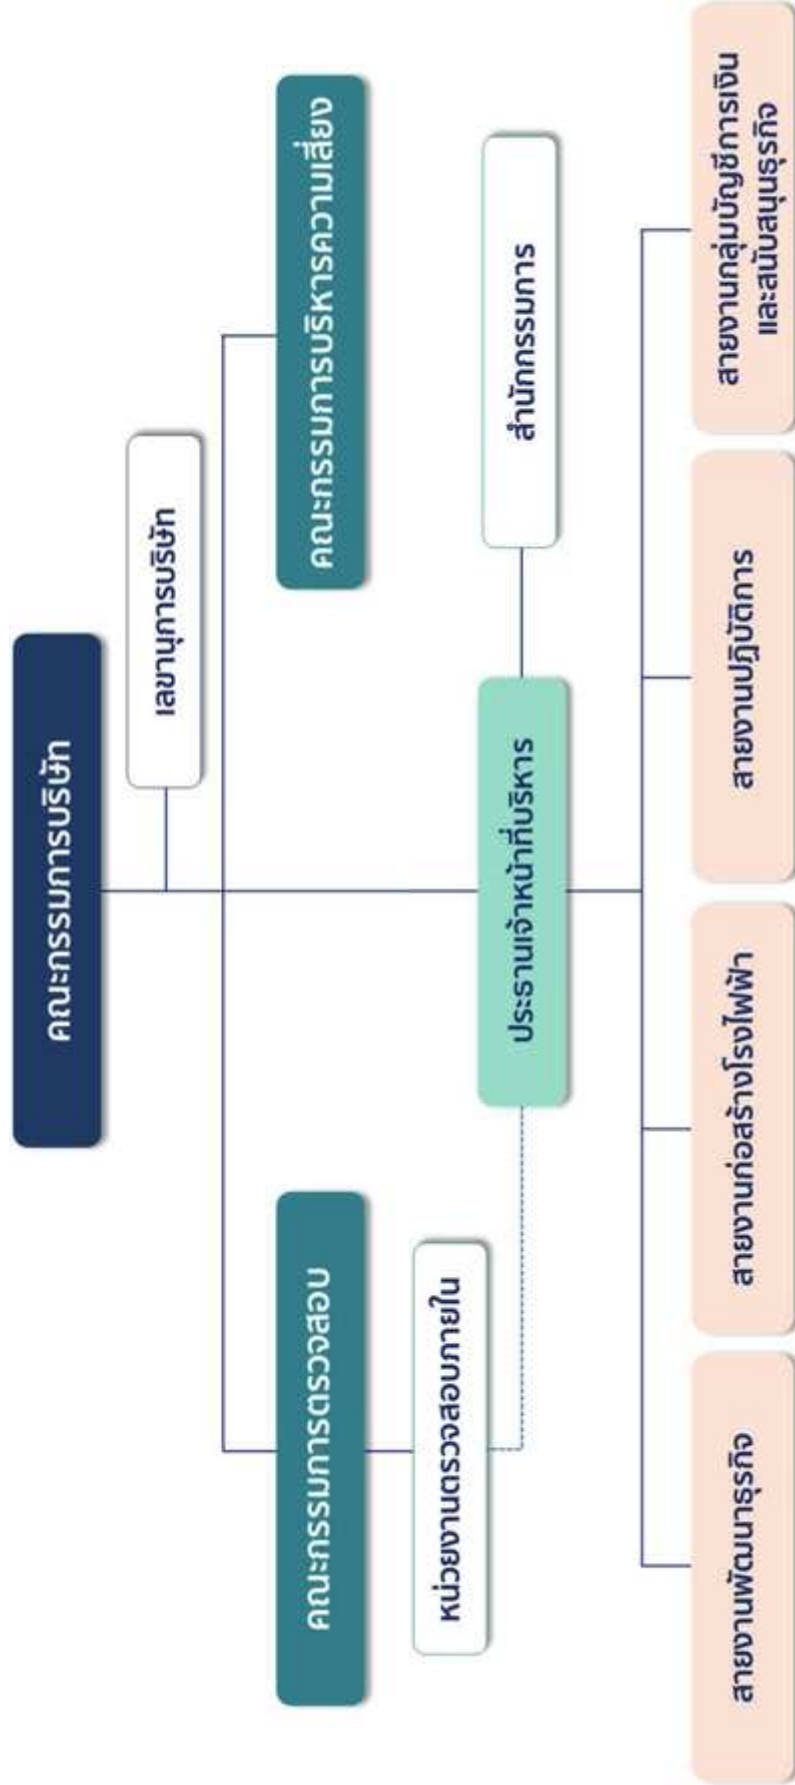 คณะกรรมการบริษัท
เลขานุการบริษัท
คณะกรรมการตรวจสอบ
คณะกรรมการบริหารความเสี่ยง
หน่วยงานตรวจสอบภายใน
ประธานเจ้าหน้าที่บริหาร
สำนักกรรมการ
สายงานพัฒนาธุรกิจ
สายงานก่อสร้างโรงไฟฟ้า
สายงานปฏิบัติการ
สายงานกลุ่มบัญชีการเงิน
และสนับสนุนธุรกิจ